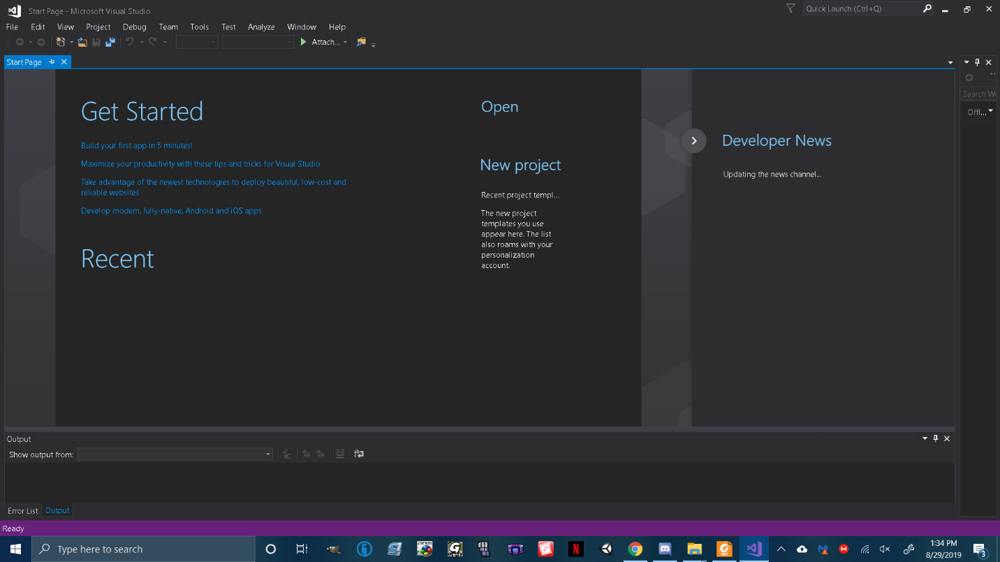 Start Page - Microsoft Visual Studio
Quick Launch (Ctrl+Q)
File Edit View Project Debug Team Tools Test Analyze Window Help
Attach...
Start Page
Get Started
Build your first app in 5 minutes!
Maximize your productivity with these tips and tricks for Visual Studio
Take advantage of the newest technologies to deploy beautiful, low-cost and
reliable websites
Develop modern, fully-native, Android and iOS apps
Recent
Open
New project
Recent project templ...
The new project
templates you use
appear here. The list
also roams with your
personalization
account.
Developer News
Updating the news channel...
Search Wo
Offl...
Output
Show output from:
Error List Output
Ready
Type here to search
1:34 PM
8/29/2019
3